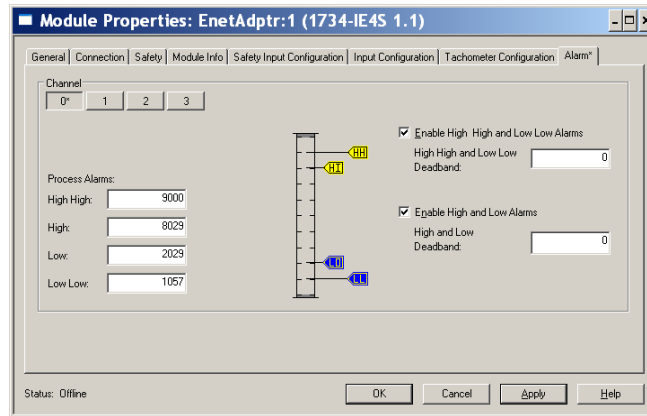 Module Properties: EnetAdptr:1 (1734-IE4S 1.1)
General Connection Safety Module Info Safety Input Configuration Input Configuration Tachometer Configuration Alarm*
Channel
0* 1 2 3
Enable High High and Low Low Alarms
High High and Low Low
Deadband:
0
HH
HI
Process Alarms:
High High: 9000
High: 8029
Low: 2029
Low Low: 1057
Enable High and Low Alarms
High and Low
Deadband:
0
LO
LL
Status: Offline
OK Cancel Apply Help